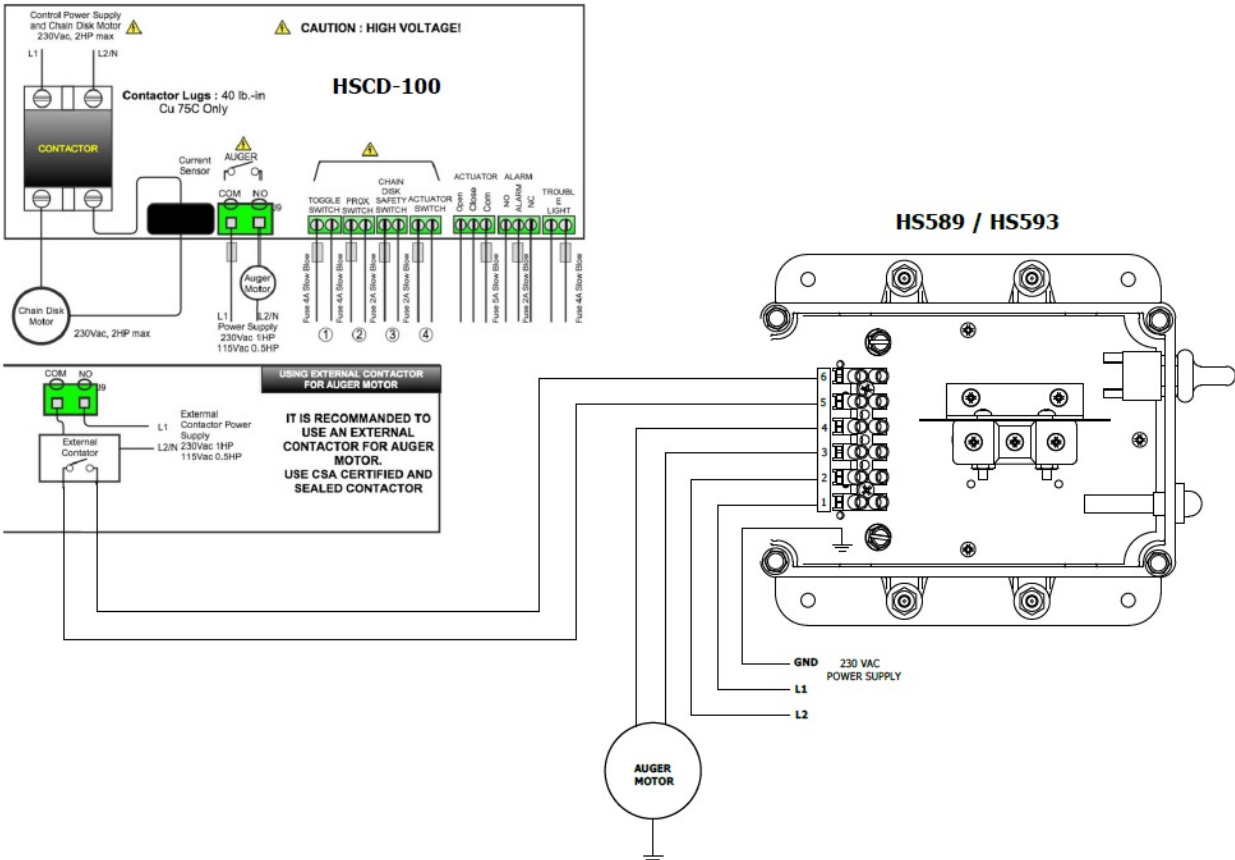 Control Power Supply
and Chain Disk Motor
230Vac, 2HP max
L1
L2/N
CAUTION : HIGH VOLTAGE!
HSCD-100
Contactor Lugs : 40 lb.-in
Cu 75C Only
CONTACTOR
Current
Sensor
AUGER
COM
NO
J9
TOGGLE
SWITCH
PROX
SWITCH
CHAIN
DISK
SAFETY
SWITCH
ACTUATOR
SWITCH
ACTUATOR
Open
Close
Com
ALARM
NO
ALARM
NC
TROUBL
E
LIGHT
Chain Disk
Motor
230Vac, 2HP max
Auger
Motor
L1
L2/N
Power Supply
230Vac 1HP
115Vac 0.5HP
Fuse 4A Slow Blow
Fuse 4A Slow Blow
Fuse 2A Slow Blow
Fuse 2A Slow Blow
Fuse 5A Slow Blow
Fuse 2A Slow Blow
Fuse 4A Slow Blow
1
2
3
4
COM
NO
J9
USING EXTERNAL CONTACTOR
FOR AUGER MOTOR
External
Contactor Power
Supply
230Vac 1HP
115Vac 0.5HP
L1
L2/N
External
Contator
IT IS RECOMMANDED TO
USE AN EXTERNAL
CONTACTOR FOR AUGER
MOTOR.
USE CSA CERTIFIED AND
SEALED CONTACTOR
HS589 / HS593
6
5
4
3
2
1
GND
230 VAC
POWER SUPPLY
L1
L2
AUGER
MOTOR